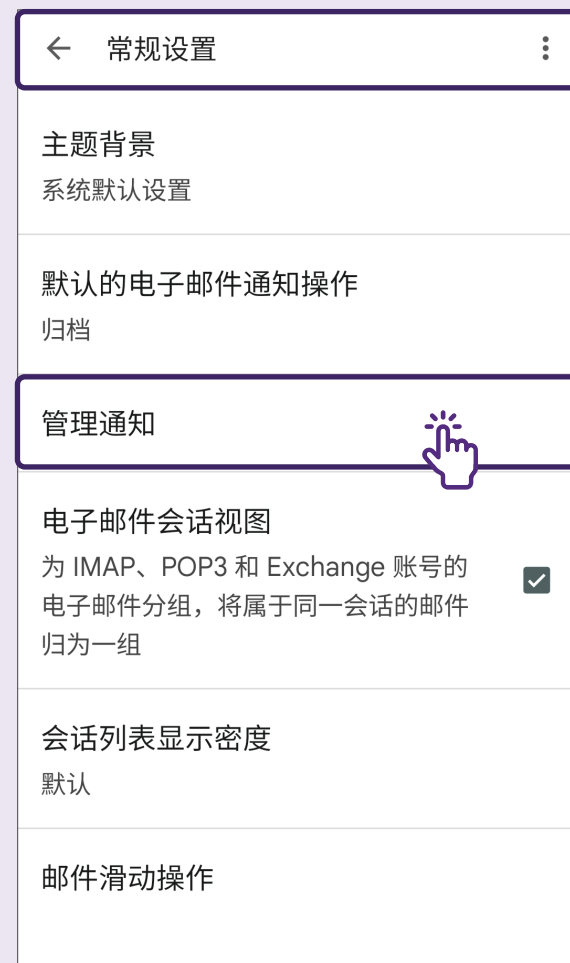 常规设置
主题背景
系统默认设置
默认的电子邮件通知操作
归档
管理通知
电子邮件会话视图
为 IMAP、POP3 和 Exchange 账号的
电子邮件分组，将属于同一会话的邮件
归为一组
会话列表显示密度
默认
邮件滑动操作